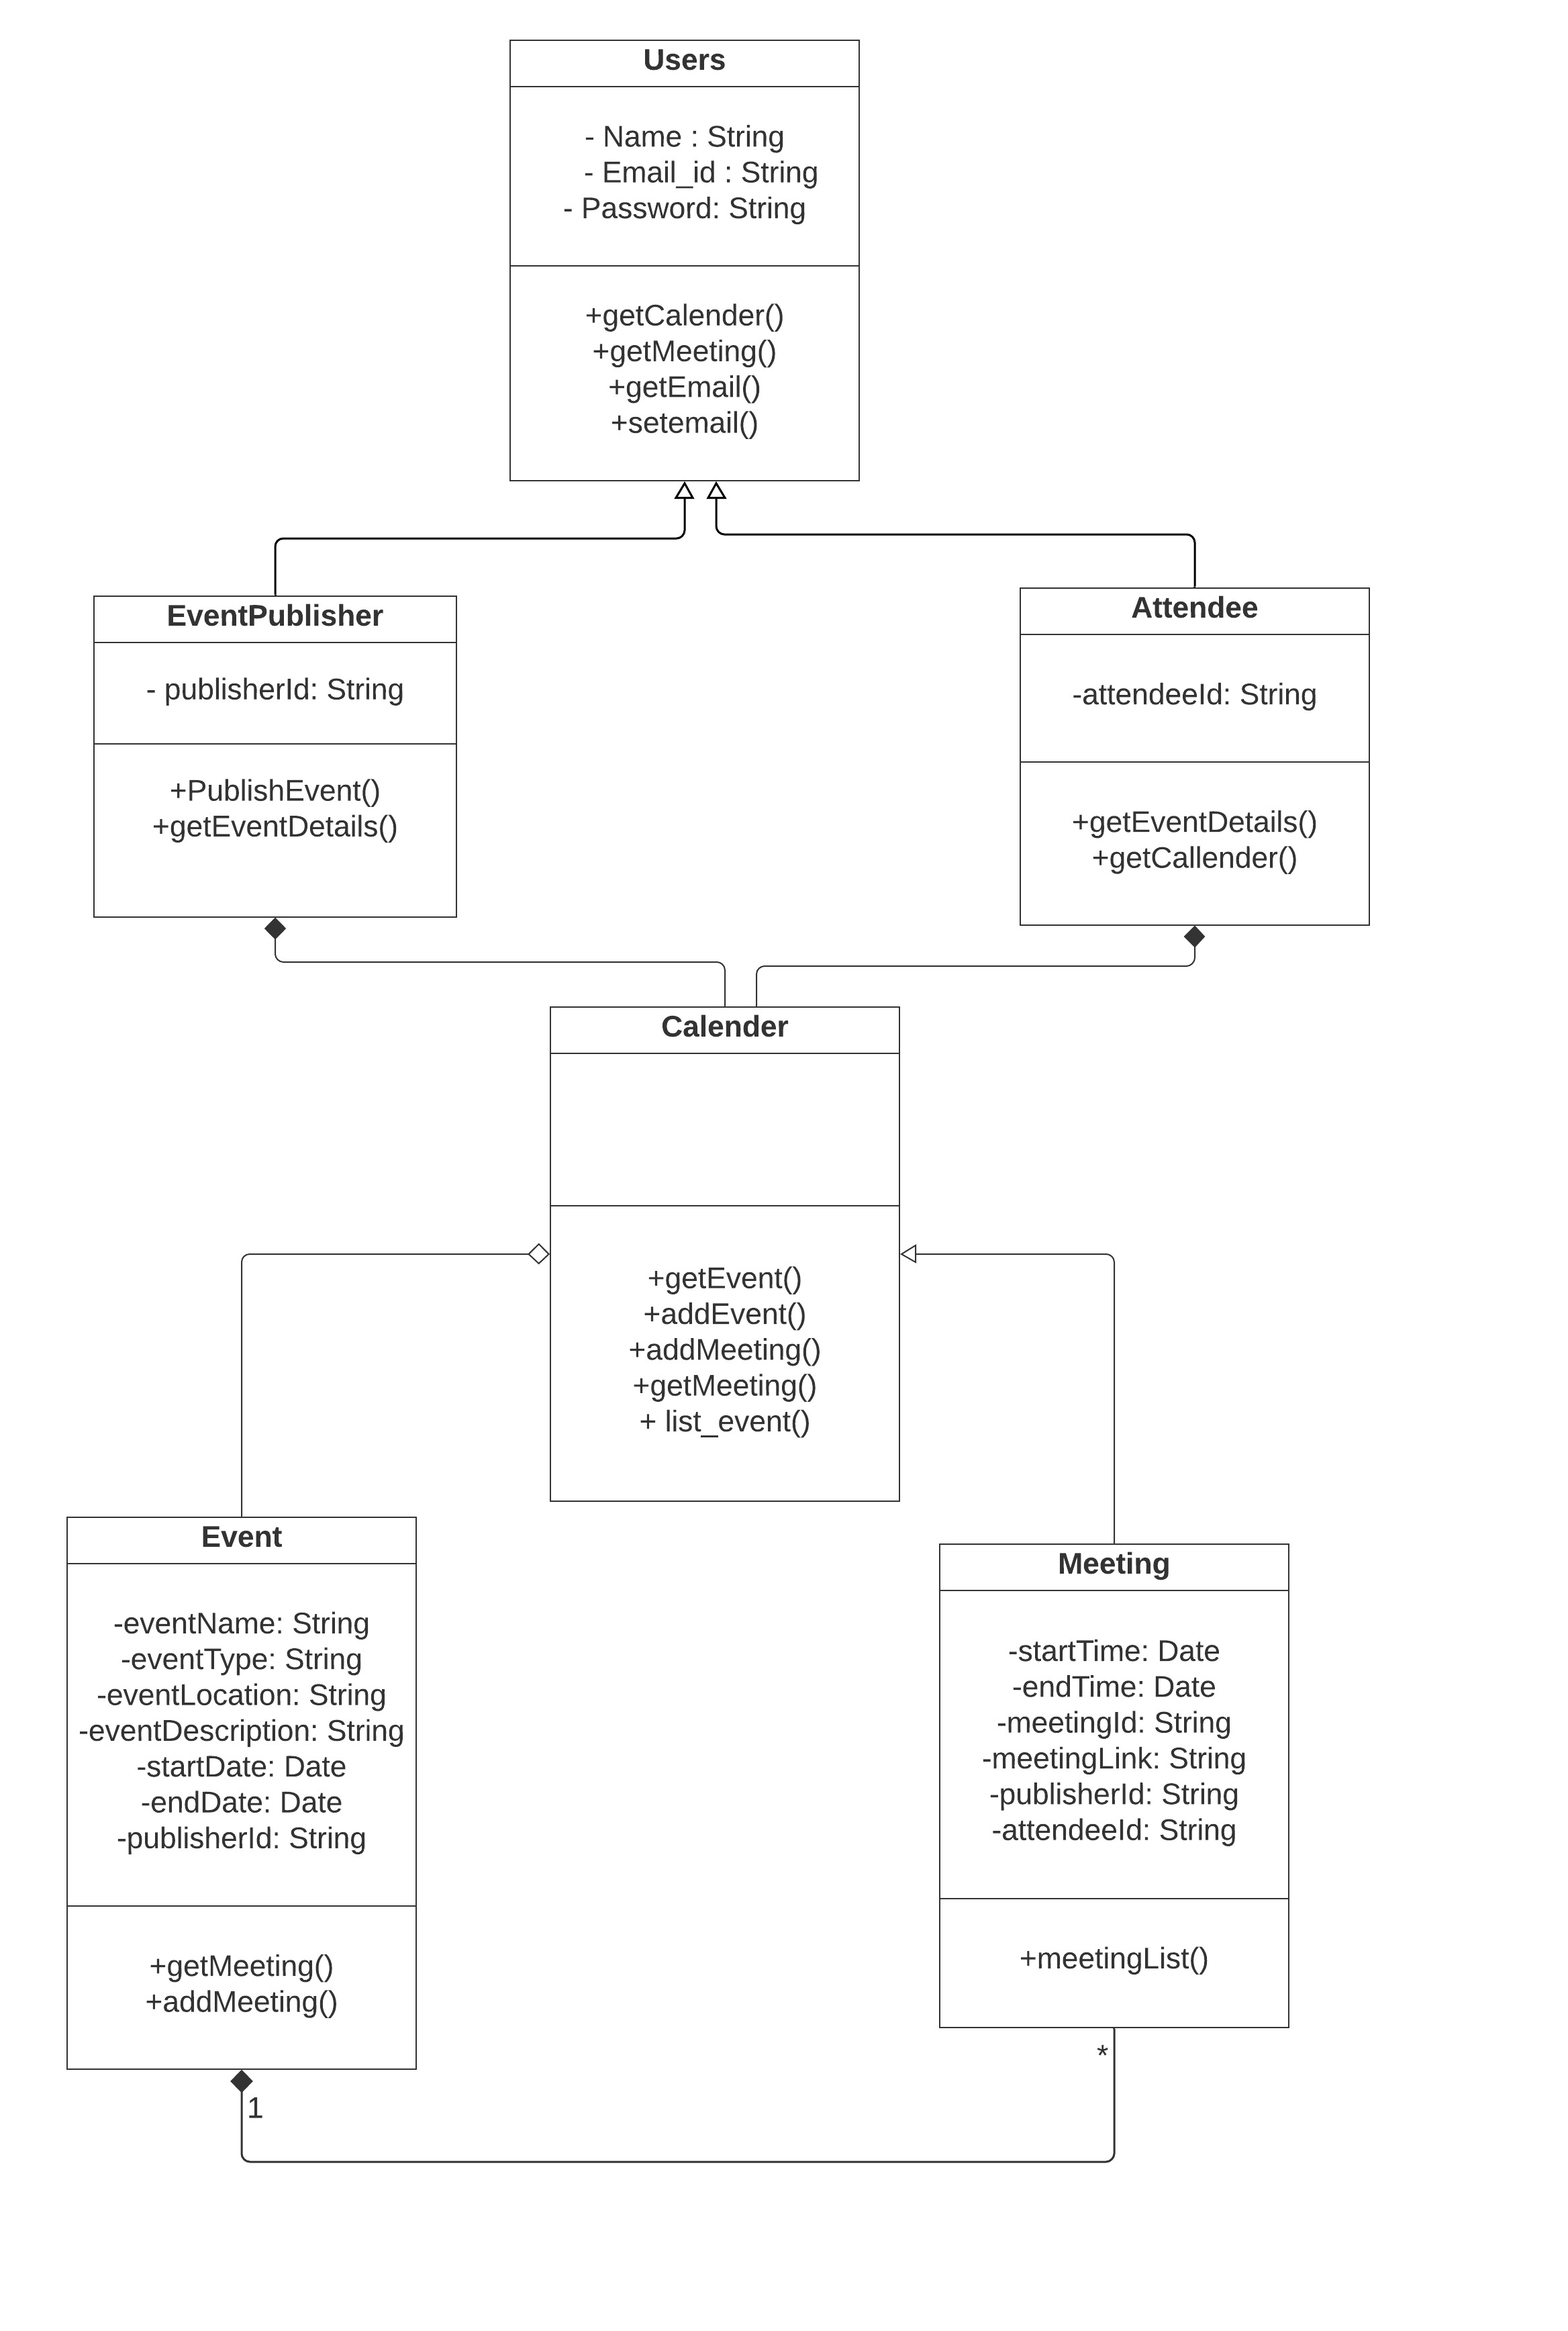 Users
- Name : String
- Email_id : String
- Password: String
+getCalender()
+getMeeting()
+getEmail()
+setemail()
EventPublisher
- publisherId: String
+PublishEvent()
+getEventDetails()
Attendee
-attendeeId: String
+getEventDetails()
+getCallender()
Calender
+getEvent()
+addEvent()
+addMeeting()
+getMeeting()
+ list_event()
Event
-eventName: String
-eventType: String
-eventLocation: String
-eventDescription: String
-startDate: Date
-endDate: Date
-publisherId: String
+getMeeting()
+addMeeting()
1
Meeting
-startTime: Date
-endTime: Date
-meetingId: String
-meetingLink: String
-publisherId: String
-attendeeId: String
+meetingList()
*